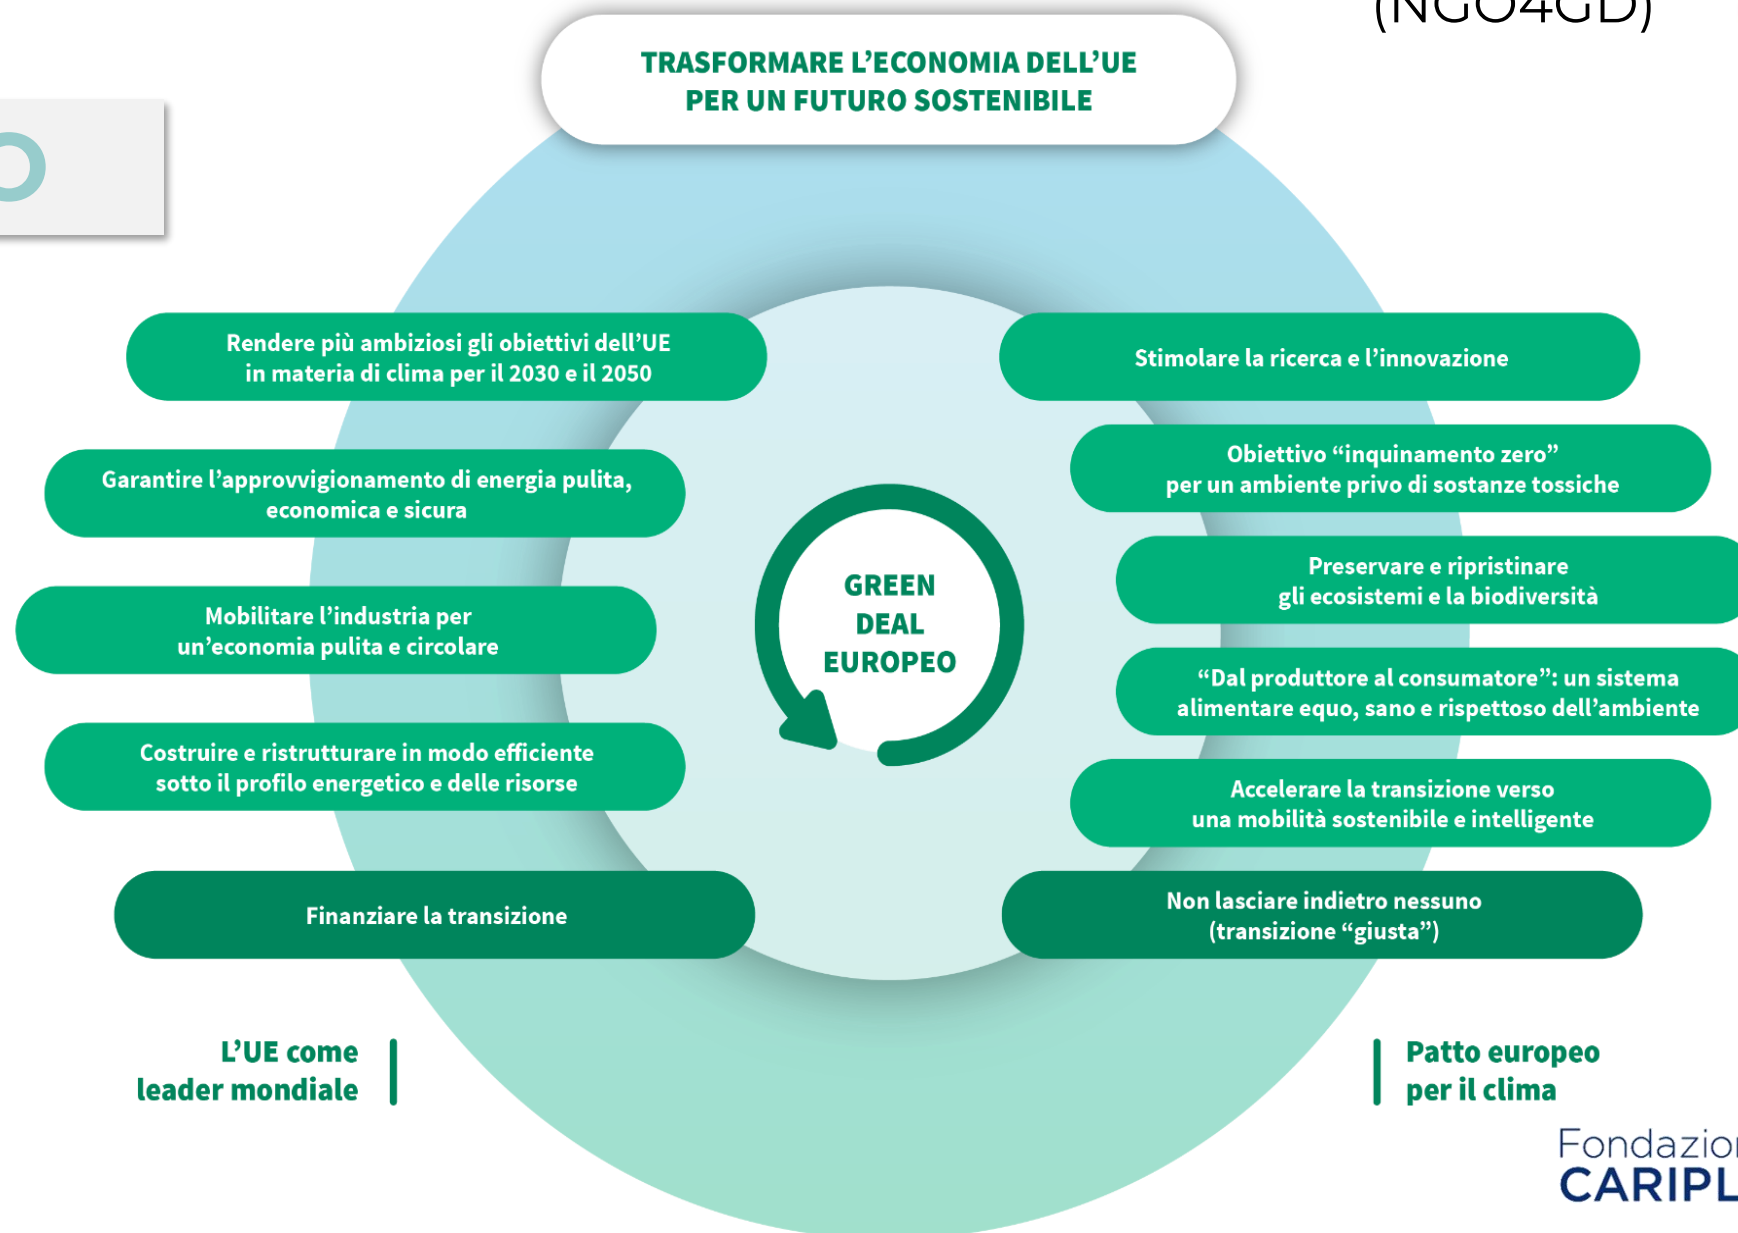 (NGO4GD)
TRASFORMARE L’ECONOMIA DELL’UE
PER UN FUTURO SOSTENIBILE
O
Rendere più ambiziosi gli obiettivi dell’UE
in materia di clima per il 2030 e il 2050
Garantire l’approvvigionamento di energia pulita,
economica e sicura
Mobilitare l’industria per
un’economia pulita e circolare
Costruire e ristrutturare in modo efficiente
sotto il profilo energetico e delle risorse
Finanziare la transizione
GREEN
DEAL
EUROPEO
Stimolare la ricerca e l’innovazione
Obiettivo “inquinamento zero”
per un ambiente privo di sostanze tossiche
Preservare e ripristinare
gli ecosistemi e la biodiversità
“Dal produttore al consumatore”: un sistema
alimentare equo, sano e rispettoso dell’ambiente
Accelerare la transizione verso
una mobilità sostenibile e intelligente
Non lasciare indietro nessuno
(transizione “giusta”)
L’UE come
leader mondiale
Patto europeo
per il clima
Fondazion
CARIPL